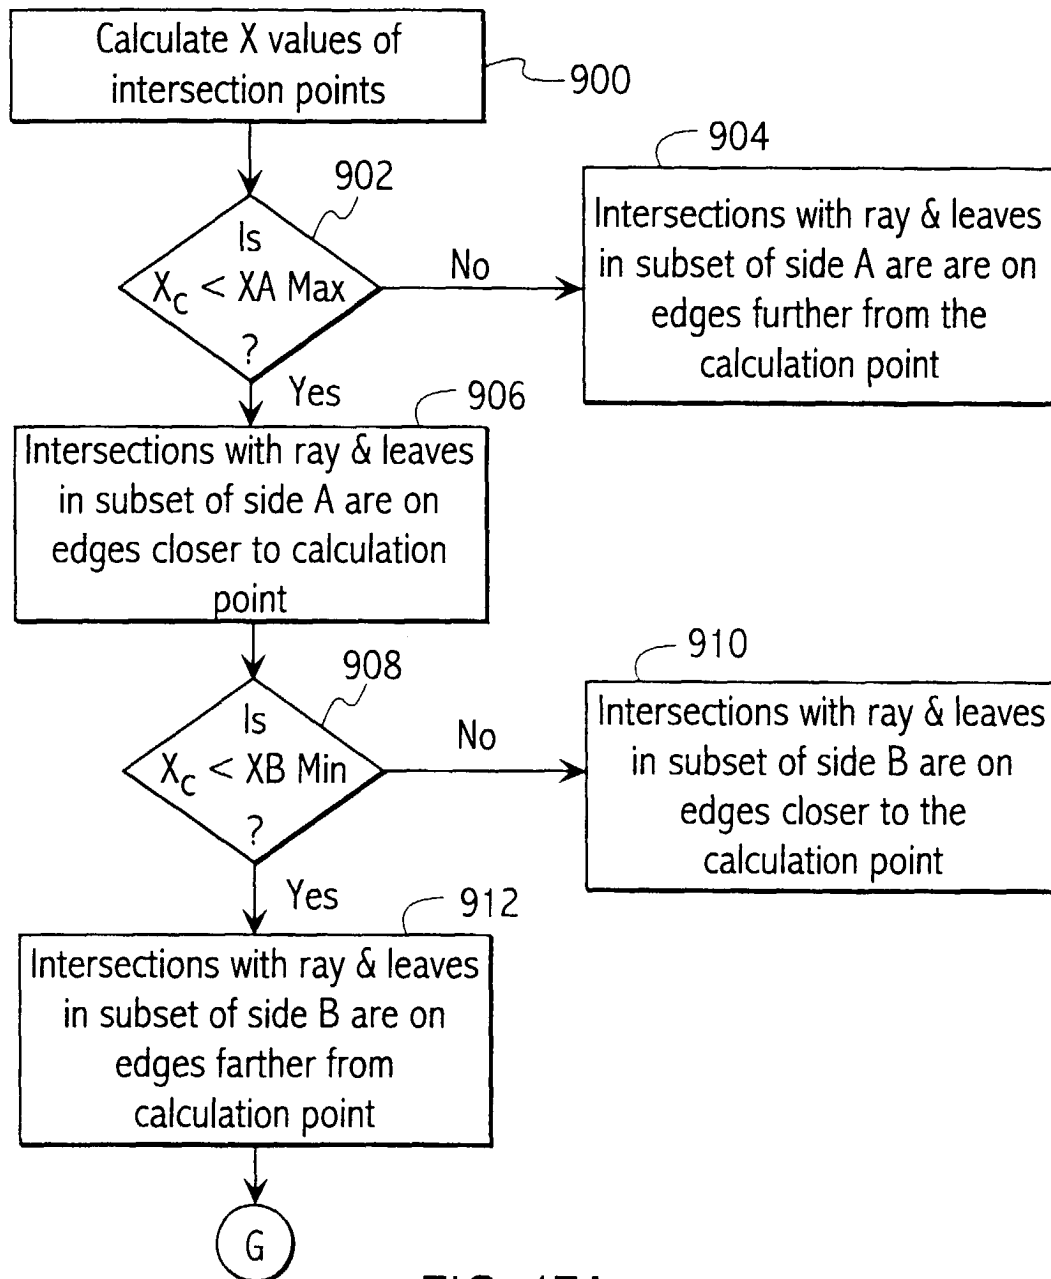 Calculate X values of
intersection points
900
902
Is
Xc < XA Max
?
No
904
Intersections with ray & leaves
in subset of side A are are on
edges further from the
calculation point
Yes
906
Intersections with ray & leaves
in subset of side A are on
edges closer to calculation
point
908
Is
Xc < XB Min
?
No
910
Intersections with ray & leaves
in subset of side B are on
edges closer to the
calculation point
Yes
912
Intersections with ray & leaves
in subset of side B are on
edges farther from
calculation point
G